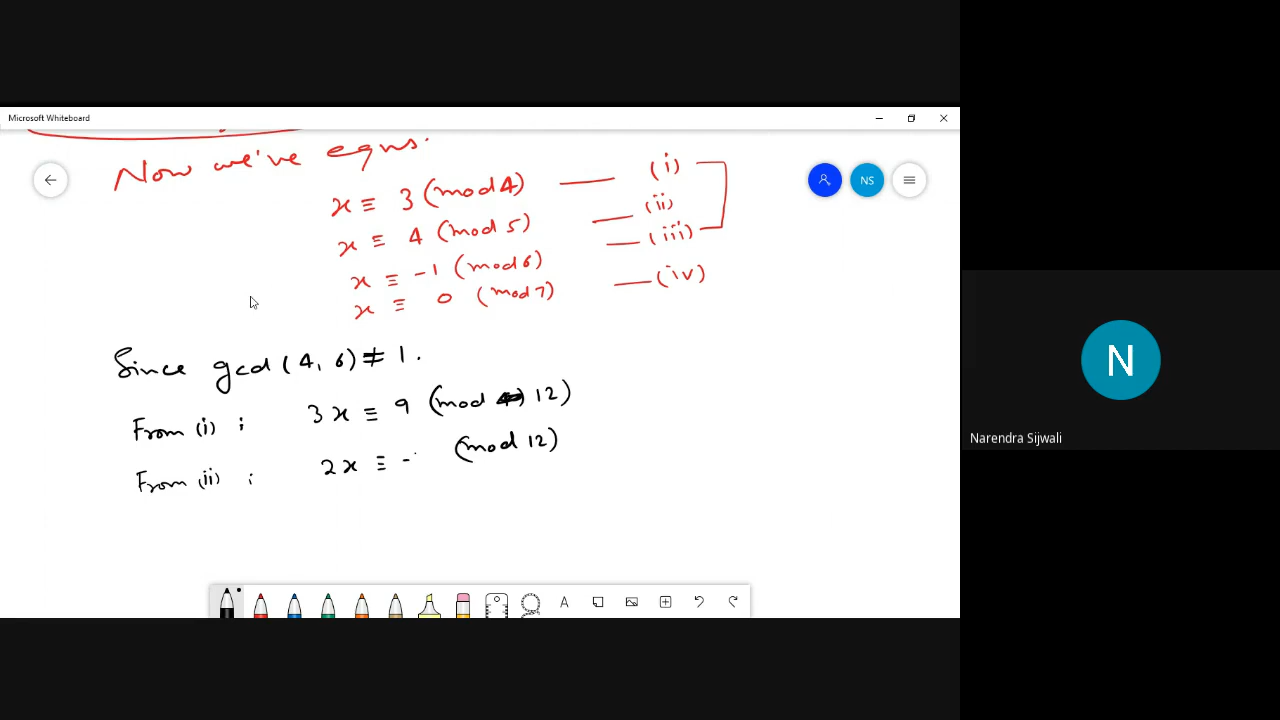 Microsoft Whiteboard
Now we've eqns.
x ≡ 3 (mod 4) — (i)
x ≡ 4 (mod 5) — (ii)
x ≡ -1 (mod 6) — (iii)
x ≡ 0 (mod 7) — (iv)
NS
Since gcd (4, 6) ≠ 1.
From (i) : 3x ≡ 9 (mod 12)
From (ii) : 2x ≡ - (mod 12)
A
N
Narendra Sijwali